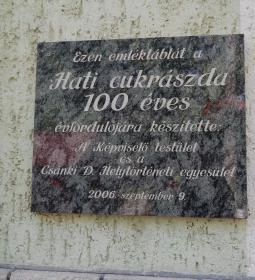 Ezen emléktáblát a
Hati cukrászda
100 éves
évfordulójára készítette:
A Képviselő testület
és a
Csánki D. Helytörténeti egyesület
2006. szeptember 9.